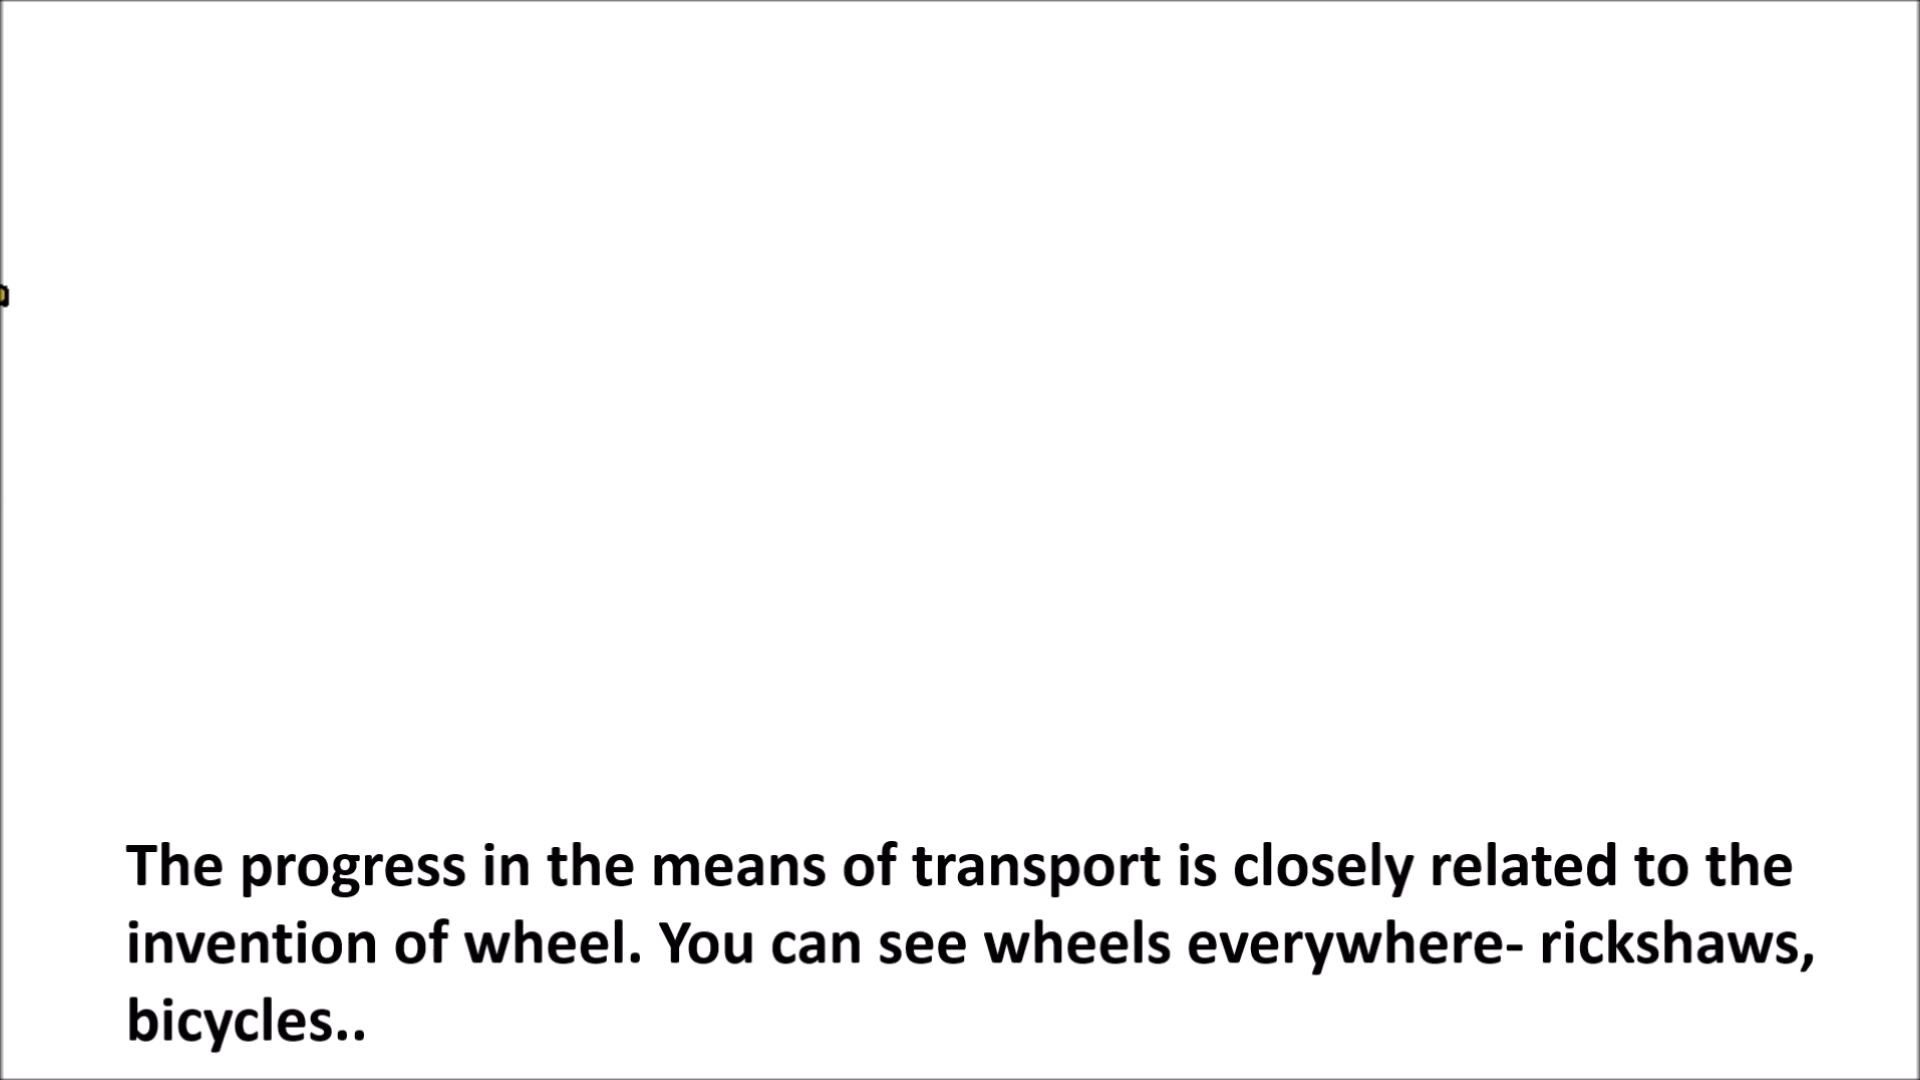 The progress in the means of transport is closely related to the
invention of wheel. You can see wheels everywhere- rickshaws,
bicycles..